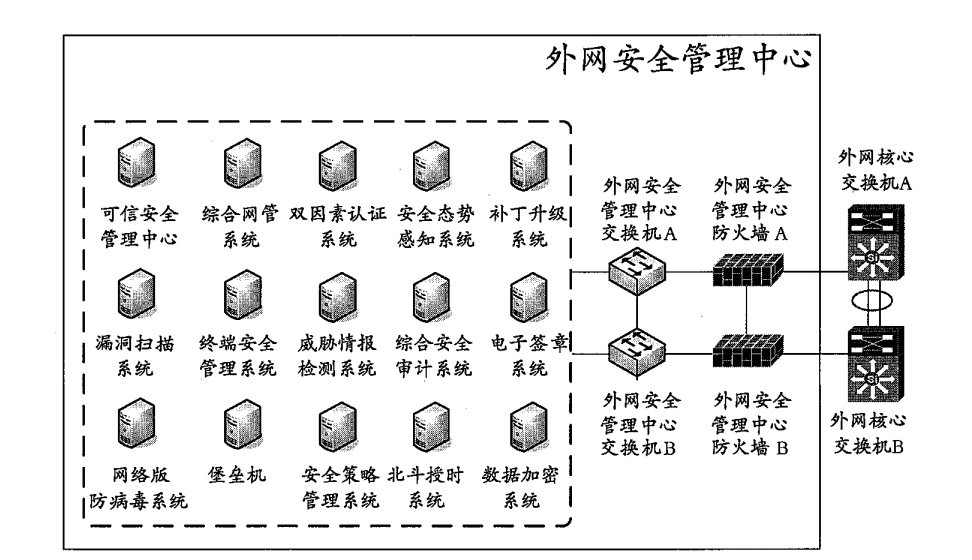 外网安全管理中心
外网核心
交换机A
外网安全
管理中心
交换机A
外网安全
管理中心
防火墙 A
可信安全
管理中心
综合网管
系统
双因素认证
系统
安全态势
感知系统
补丁升级
系统
漏洞扫描
系统
终端安全
管理系统
威胁情报
检测系统
综合安全
审计系统
电子签章
系统
外网安全
管理中心
交换机B
外网安全
管理中心
防火墙 B
外网核心
交换机B
网络版
防病毒系统
堡垒机
安全策略
管理系统
北斗授时
系统
数据加密
系统